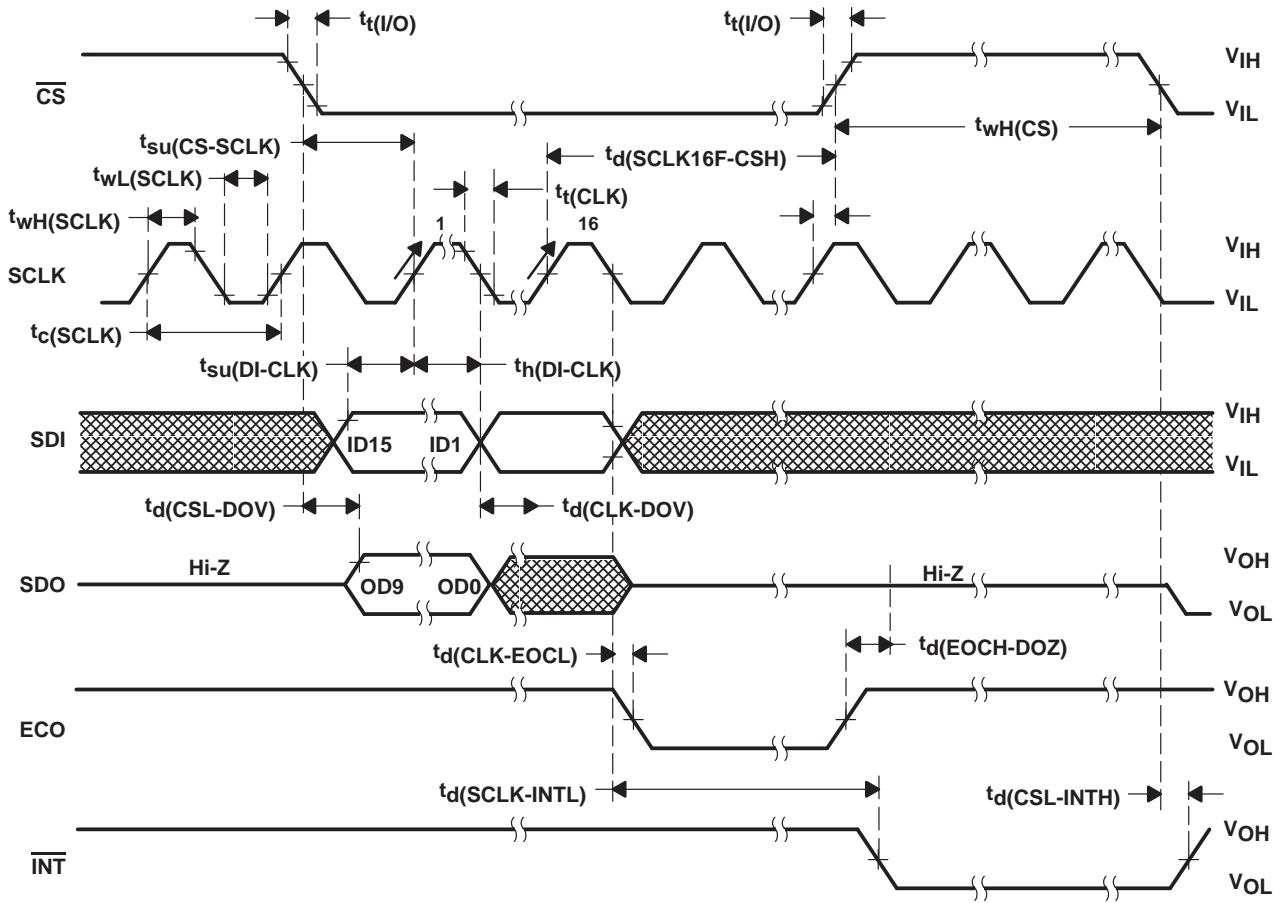 tt(I/O) tt(I/O)
CS VIH
VIL
twH(CS)
tsu(CS-SCLK) td(SCLK16F-CSH)
twL(SCLK) tt(CLK)
twH(SCLK) 1 16
SCLK VIH
VIL
tc(SCLK)
tsu(DI-CLK) th(DI-CLK)
SDI ID15 ID1 VIH
VIL
td(CSL-DOV) td(CLK-DOV)
SDO Hi-Z OD9 OD0 Hi-Z VOH
VOL
td(CLK-EOCL) td(EOCH-DOZ)
ECO VOH
VOL
td(SCLK-INTL) td(CSL-INTH)
INT VOH
VOL